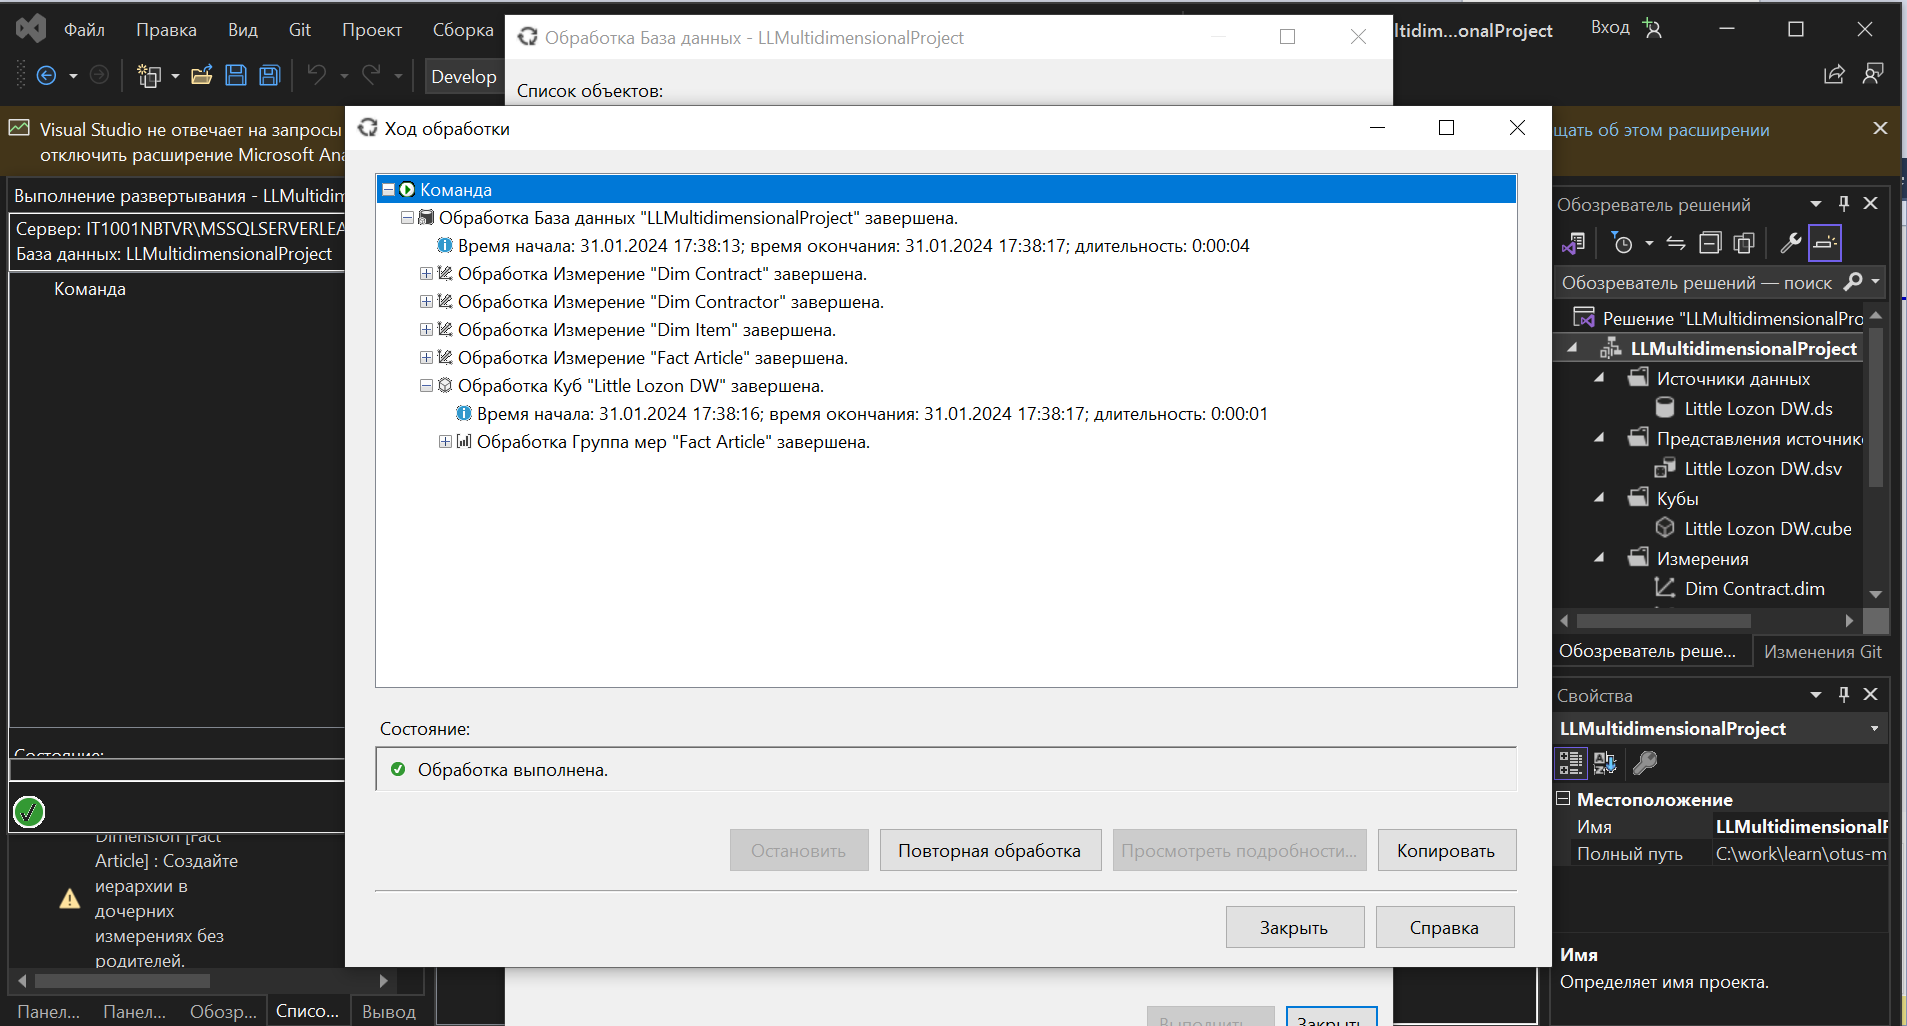 Файл Правка Вид Git Проект Сборка
Обработка База данных - LLMultidimensionalProject
ltidim...onalProject
Вход
Develop
Список объектов:
Visual Studio не отвечает на запросы
отключить расширение Microsoft Ana
щать об этом расширении
Ход обработки
Выполнение развертывания - LLMultidim
Сервер: IT1001NBTVR\MSSQLSERVERLEA
База данных: LLMultidimensionalProject
Команда
Команда
Обработка База данных "LLMultidimensionalProject" завершена.
Время начала: 31.01.2024 17:38:13; время окончания: 31.01.2024 17:38:17; длительность: 0:00:04
Обработка Измерение "Dim Contract" завершена.
Обработка Измерение "Dim Contractor" завершена.
Обработка Измерение "Dim Item" завершена.
Обработка Измерение "Fact Article" завершена.
Обработка Куб "Little Lozon DW" завершена.
Время начала: 31.01.2024 17:38:16; время окончания: 31.01.2024 17:38:17; длительность: 0:00:01
Обработка Группа мер "Fact Article" завершена.
Состояние:
Обработка выполнена.
Остановить
Повторная обработка
Просмотреть подробности...
Копировать
Закрыть
Справка
Состояние:
Dimension [Fact
Article] : Создайте
иерархии в
дочерних
измерениях без
родителей.
Панел... Панел... Обозр... Списо... Вывод
Выполнить...
Закрыть
Обозреватель решений
Обозреватель решений — поиск
Решение "LLMultidimensionalPro
LLMultidimensionalProject
Источники данных
Little Lozon DW.ds
Представления источник
Little Lozon DW.dsv
Кубы
Little Lozon DW.cube
Измерения
Dim Contract.dim
Обозреватель реше... Изменения Git
Свойства
LLMultidimensionalProject
Местоположение
Имя LLMultidimensionalP
Полный путь C:\work\learn\otus-m
Имя
Определяет имя проекта.